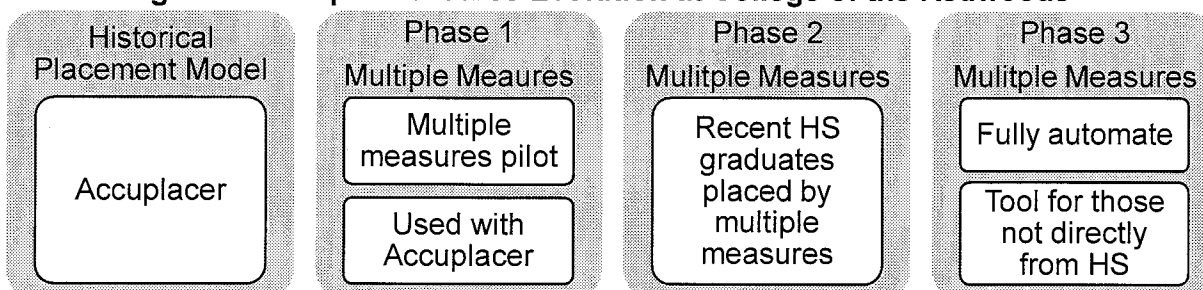 Historical
Placement Model
Accuplacer
Phase 1
Multiple Meaures
Multiple
measures pilot
Used with
Accuplacer
Phase 2
Mulitple Measures
Recent HS
graduates
placed by
multiple
measures
Phase 3
Mulitple Measures
Fully automate
Tool for those
not directly
from HS